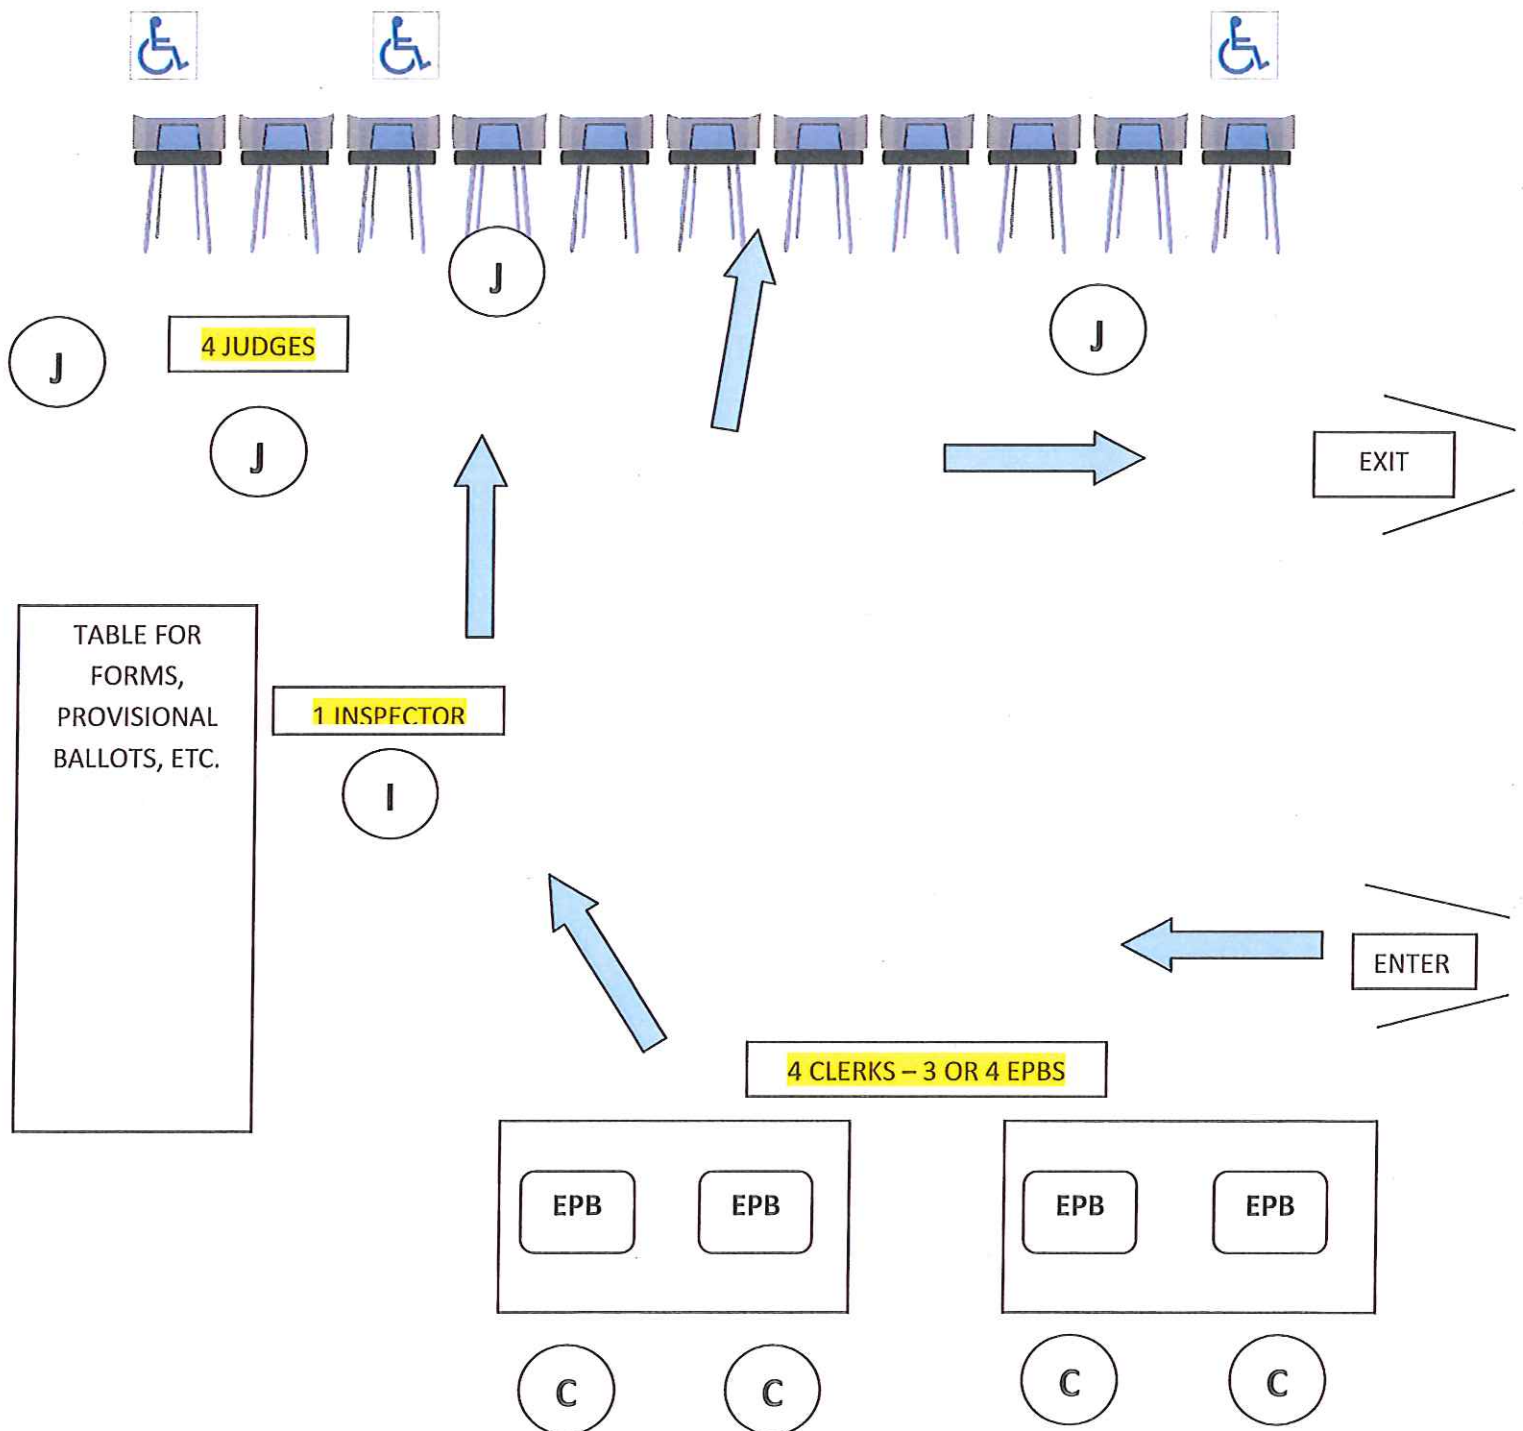 J
J
4 JUDGES
J
J
EXIT
TABLE FOR
FORMS,
PROVISIONAL
BALLOTS, ETC.
1 INSPECTOR
I
ENTER
4 CLERKS – 3 OR 4 EPBS
EPB
EPB
EPB
EPB
C
C
C
C